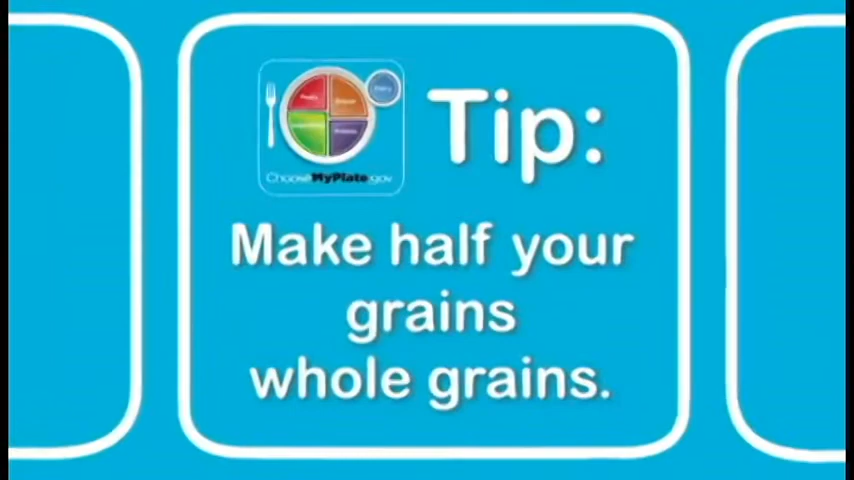 Tip:
ChooseMyPlate.gov
Make half your
grains
whole grains.